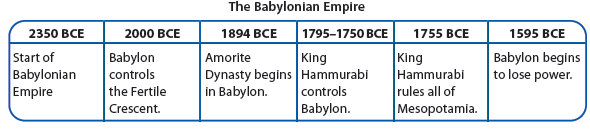 The Babylonian Empire
2350 BCE
2000 BCE
1894 BCE
1795–1750 BCE
1755 BCE
1595 BCE
Start of
Babylonian
Empire
Babylon
controls
the Fertile
Crescent.
Amorite
Dynasty begins
in Babylon.
King
Hammurabi
controls
Babylon.
King
Hammurabi
rules all of
Mesopotamia.
Babylon begins
to lose power.